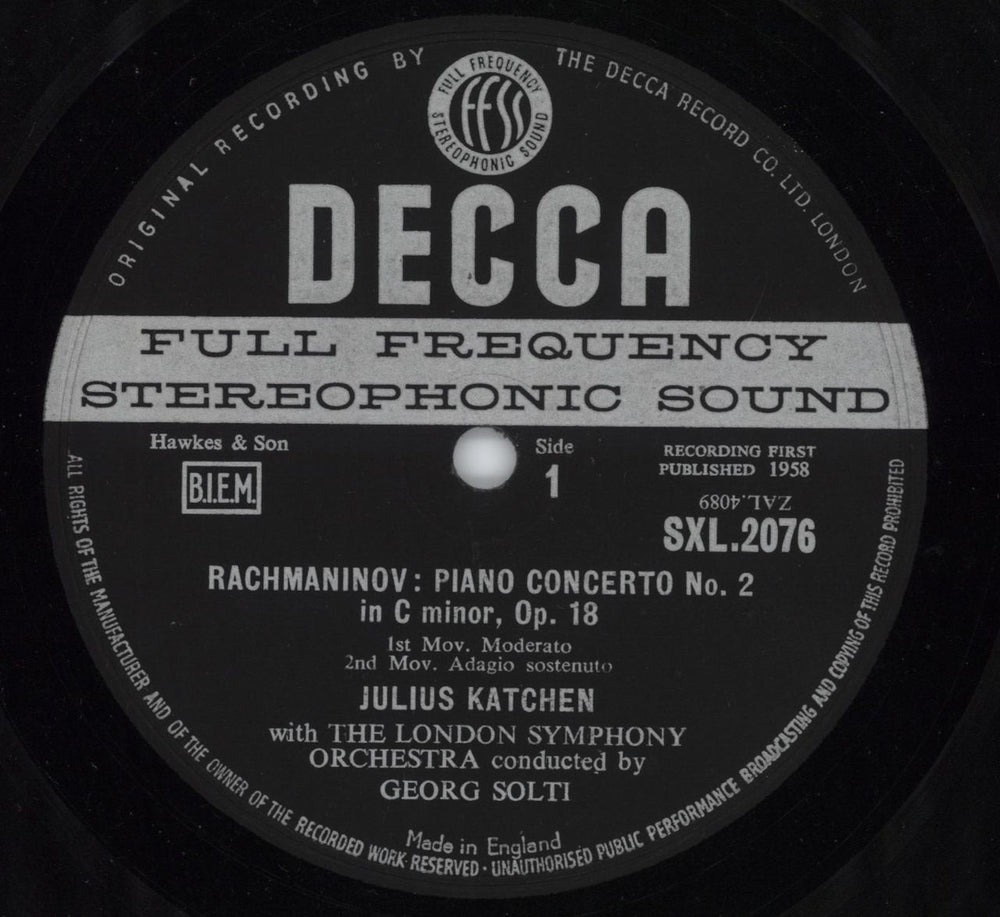 ORIGINAL RECORDING BY THE DECCA RECORD CO. LTD. LONDON
FULL FREQUENCY
FFSS
STEREOPHONIC SOUND
DECCA
FULL FREQUENCY
STEREOPHONIC SOUND
Hawkes & Son
B.I.E.M.
Side
1
RECORDING FIRST
PUBLISHED 1958
ZAL.4089
SXL.2076
RACHMANINOV: PIANO CONCERTO No. 2
in C minor, Op. 18
1st Mov. Moderato
2nd Mov. Adagio sostenuto
JULIUS KATCHEN
with THE LONDON SYMPHONY
ORCHESTRA conducted by
GEORG SOLTI
Made in England
ALL RIGHTS OF THE MANUFACTURER AND OF THE OWNER OF THE RECORDED WORK RESERVED · UNAUTHORISED PUBLIC PERFORMANCE BROADCASTING AND COPYING OF THIS RECORD PROHIBITED